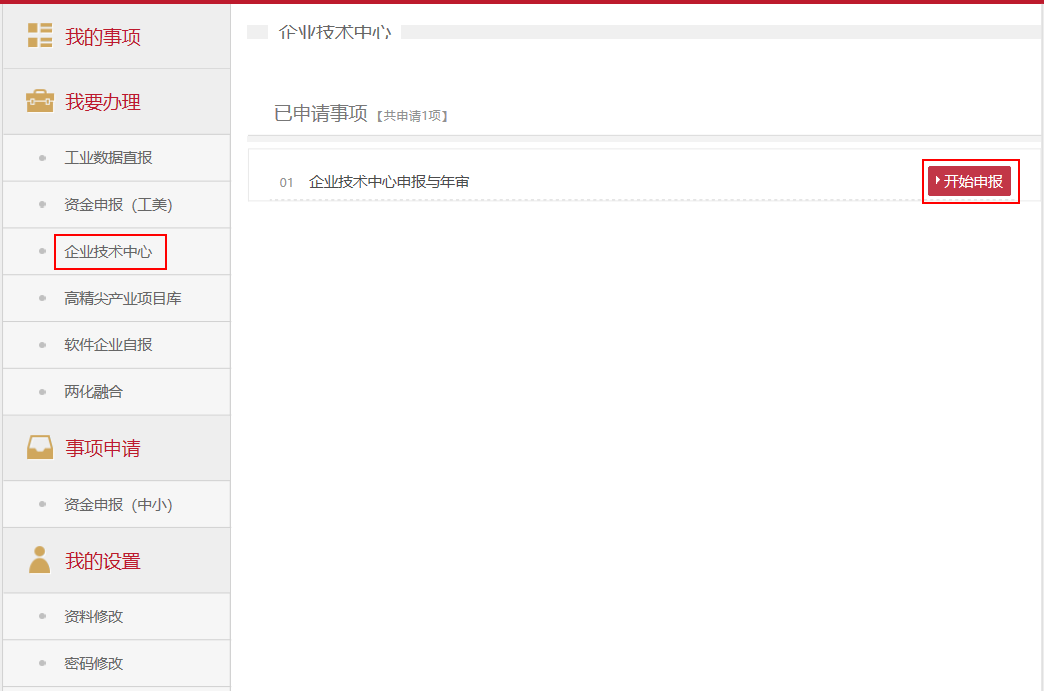 我的事项
我要办理
工业数据直报
资金申报（工美）
企业技术中心
高精尖产业项目库
软件企业自报
两化融合
事项申请
资金申报（中小）
我的设置
资料修改
密码修改
企业技术中心
已申请事项【共申请1项】
01 企业技术中心申报与年审 开始申报